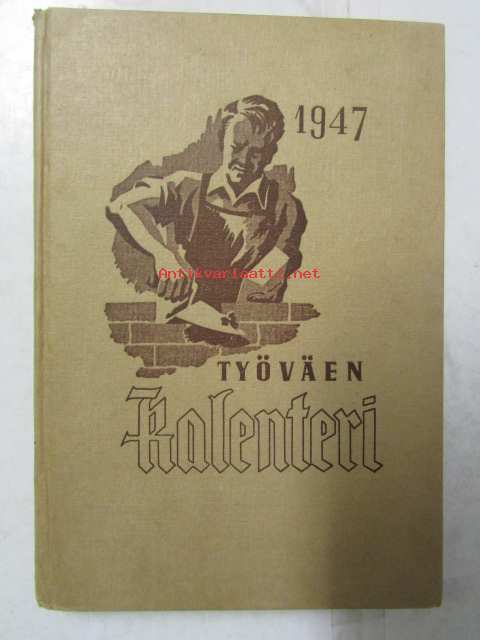 1947
Antikvariaatti.net
TYÖVÄEN
Kalenteri